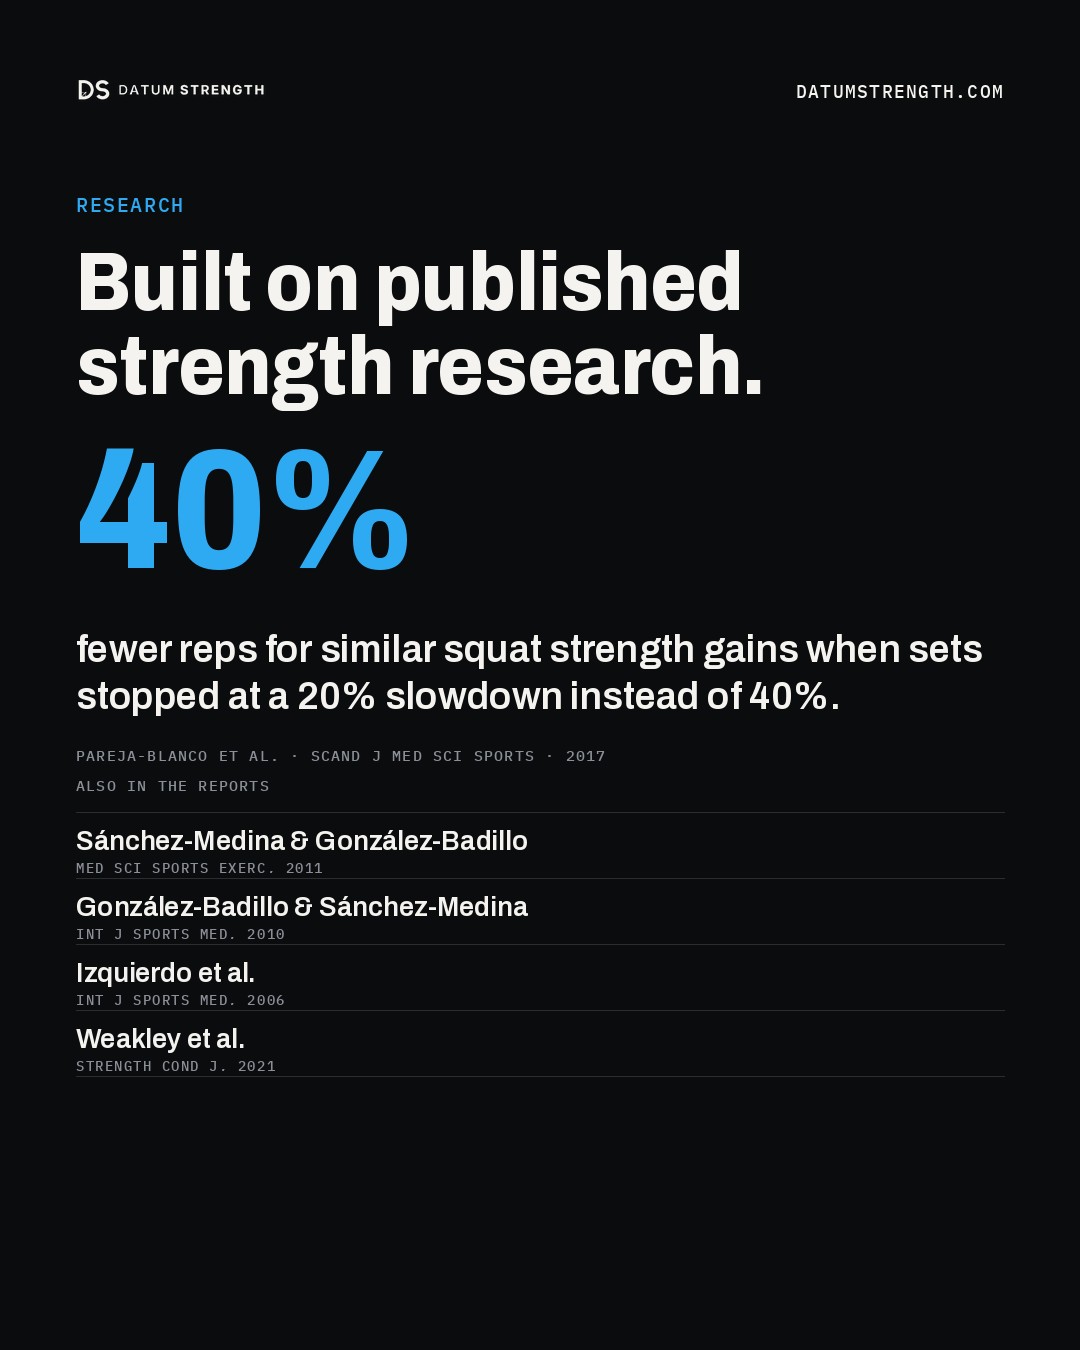 DS DATUM STRENGTH
DATUMSTRENGTH.COM
RESEARCH
Built on published
strength research.
40%
fewer reps for similar squat strength gains when sets
stopped at a 20% slowdown instead of 40%.
PAREJA-BLANCO ET AL. · SCAND J MED SCI SPORTS · 2017
ALSO IN THE REPORTS
Sánchez-Medina & González-Badillo
MED SCI SPORTS EXERC. 2011
González-Badillo & Sánchez-Medina
INT J SPORTS MED. 2010
Izquierdo et al.
INT J SPORTS MED. 2006
Weakley et al.
STRENGTH COND J. 2021